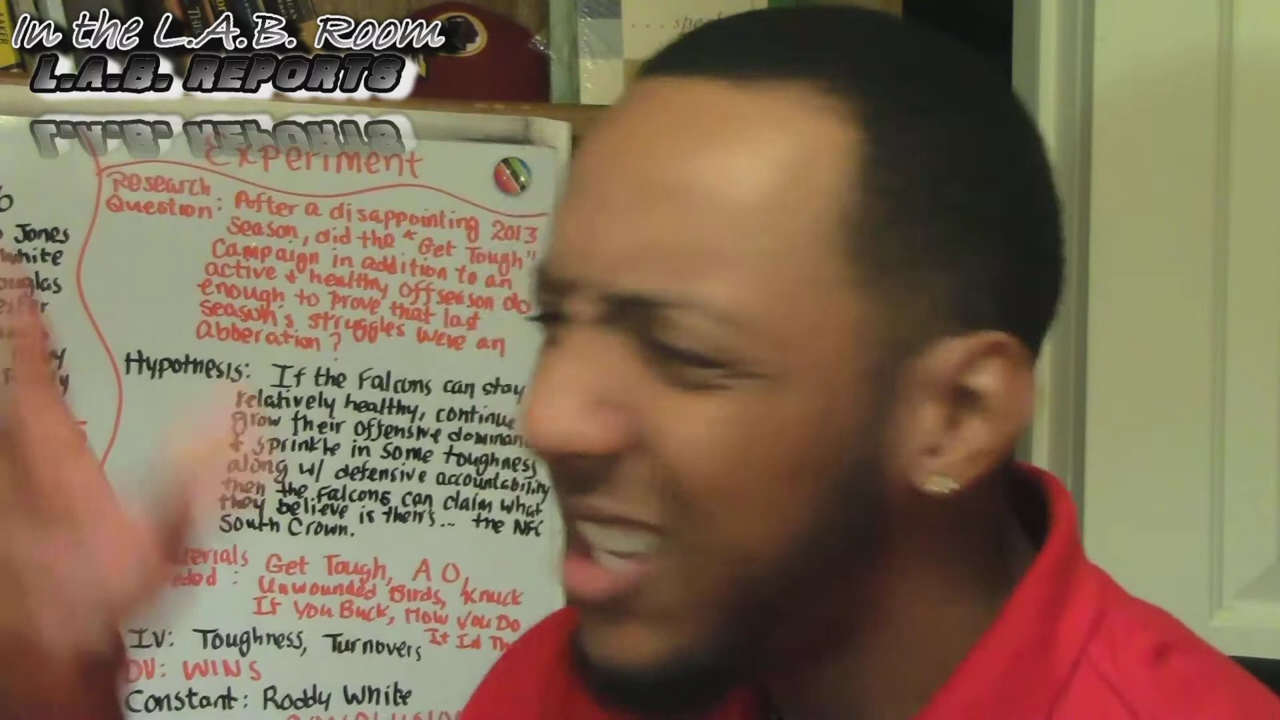 In the L.A.B. Room
L.A.B. REPORTS
Experiment
Jones
White
Research
Question: After a disappointing 2013
Season, did the "Get Tough"
Campaign in addition to an
active + healthy offseason do
enough to prove that last
season's struggles were an
abberation?
Hypothesis: If the Falcons can stay
relatively healthy, continue
grow their offensive
+ sprinkle in some toughness
along w/ defensive accountability
then the Falcons can claim what
they believe is theirs... the NFC
South Crown.
Get Tough, AO,
Unwounded Birds, Knuck
If You Buck, How You Do
It In
IV: Toughness, Turnovers
DV: WINS
Constant: Roddy White